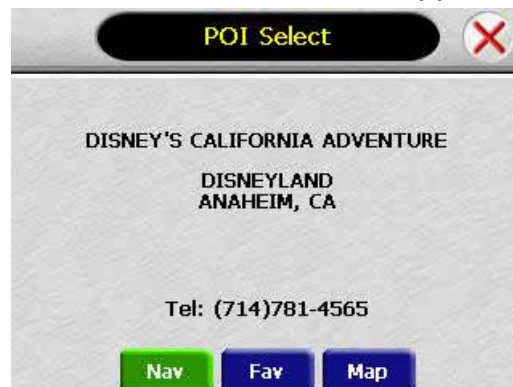 POI Select
DISNEY'S CALIFORNIA ADVENTURE
DISNEYLAND
ANAHEIM, CA
Tel: (714)781-4565
Nav Fav Map